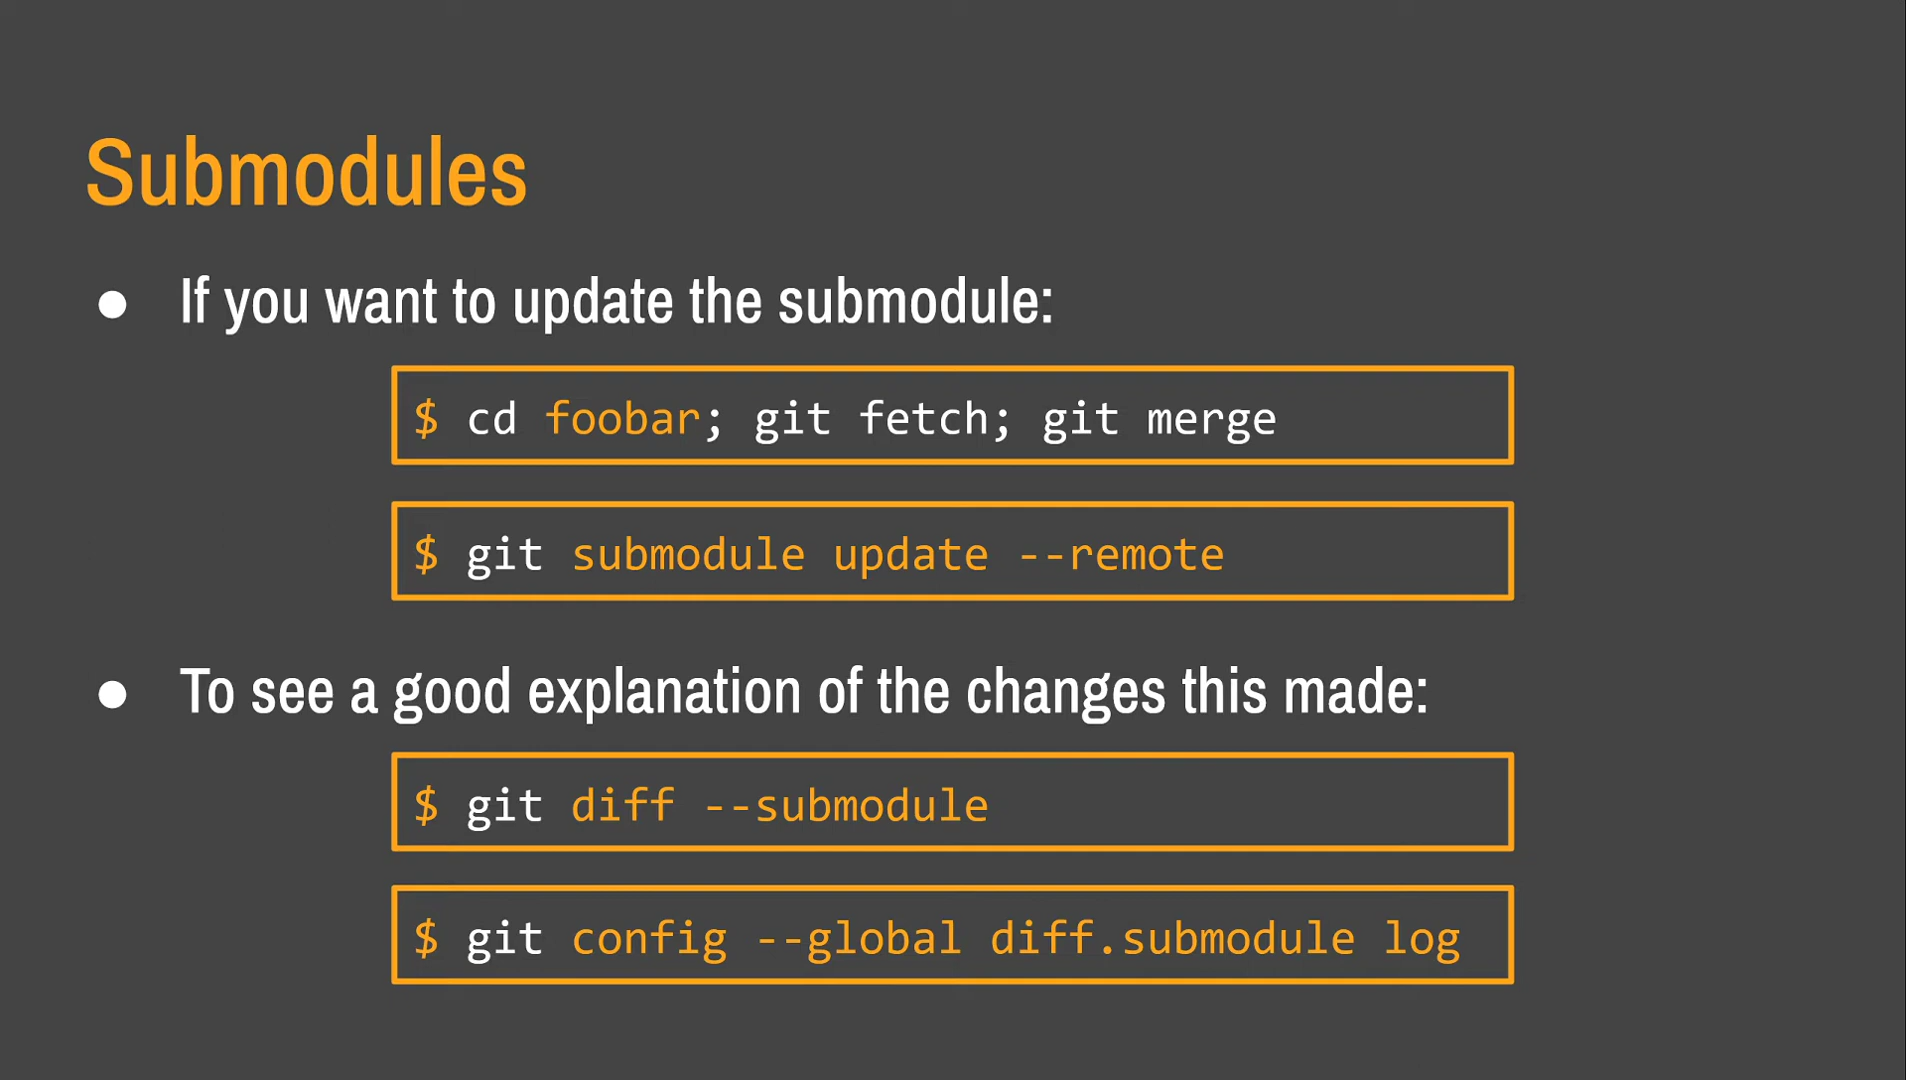 Submodules
● If you want to update the submodule:
$ cd foobar; git fetch; git merge
$ git submodule update --remote
● To see a good explanation of the changes this made:
$ git diff --submodule
$ git config --global diff.submodule log